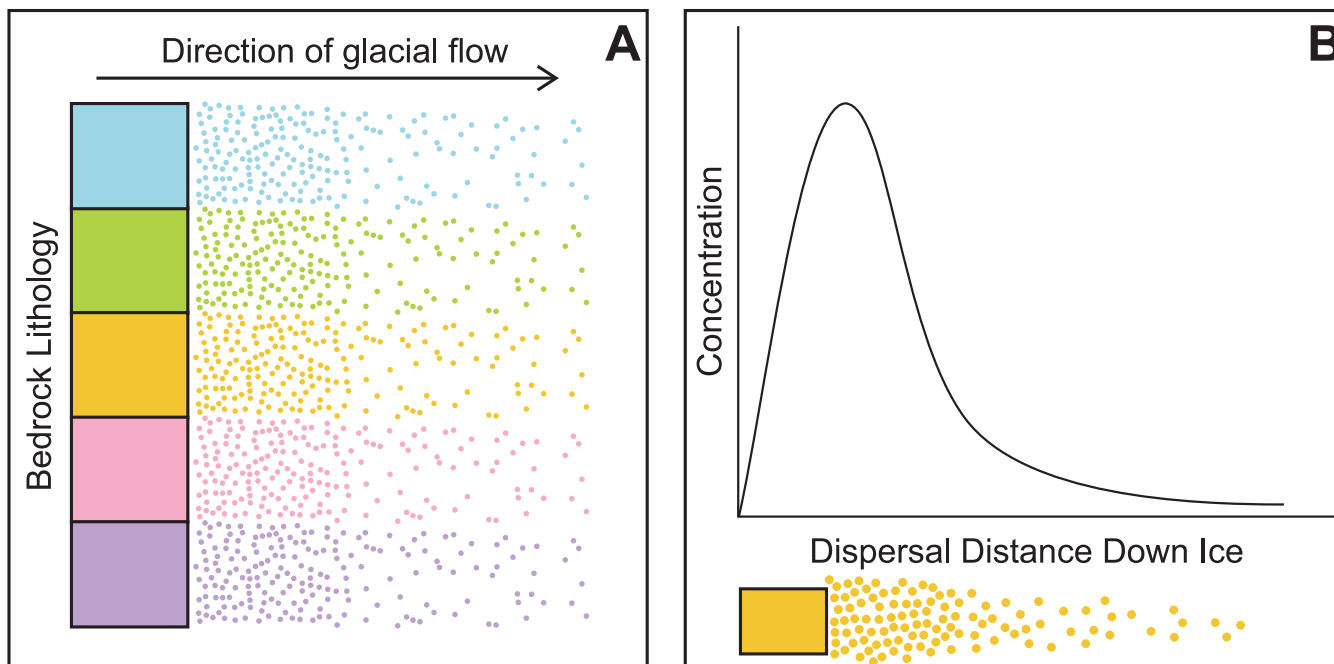 Direction of glacial flow
A
Bedrock Lithology
B
Concentration
Dispersal Distance Down Ice